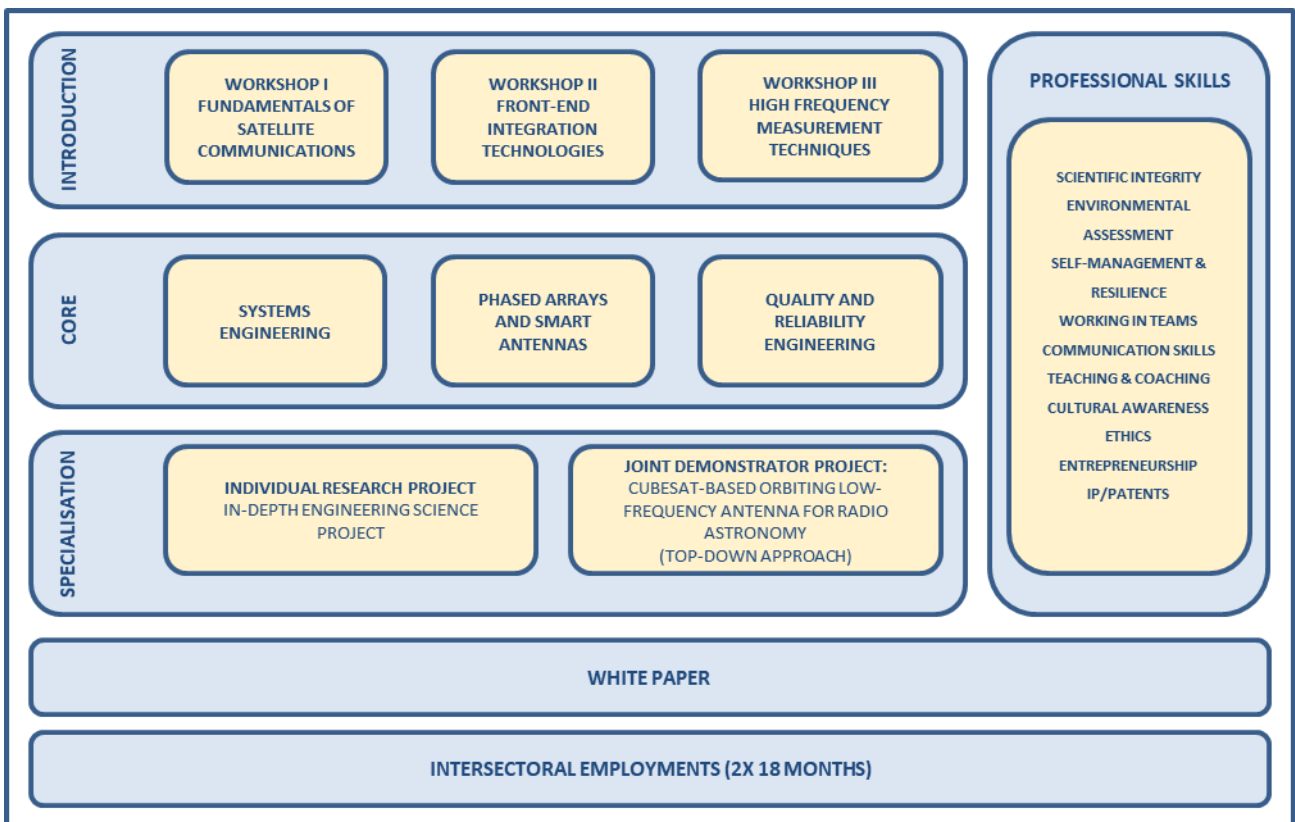 INTRODUCTION
WORKSHOP I
FUNDAMENTALS OF
SATELLITE
COMMUNICATIONS
WORKSHOP II
FRONT-END
INTEGRATION
TECHNOLOGIES
WORKSHOP III
HIGH FREQUENCY
MEASUREMENT
TECHNIQUES
CORE
SYSTEMS
ENGINEERING
PHASED ARRAYS
AND SMART
ANTENNAS
QUALITY AND
RELIABILITY
ENGINEERING
SPECIALISATION
INDIVIDUAL RESEARCH PROJECT
IN-DEPTH ENGINEERING SCIENCE
PROJECT
JOINT DEMONSTRATOR PROJECT:
CUBESAT-BASED ORBITING LOW-
FREQUENCY ANTENNA FOR RADIO
ASTRONOMY
(TOP-DOWN APPROACH)
PROFESSIONAL SKILLS
SCIENTIFIC INTEGRITY
ENVIRONMENTAL
ASSESSMENT
SELF-MANAGEMENT &
RESILIENCE
WORKING IN TEAMS
COMMUNICATION SKILLS
TEACHING & COACHING
CULTURAL AWARENESS
ETHICS
ENTREPRENEURSHIP
IP/PATENTS
WHITE PAPER
INTERSECTORAL EMPLOYMENTS (2X 18 MONTHS)